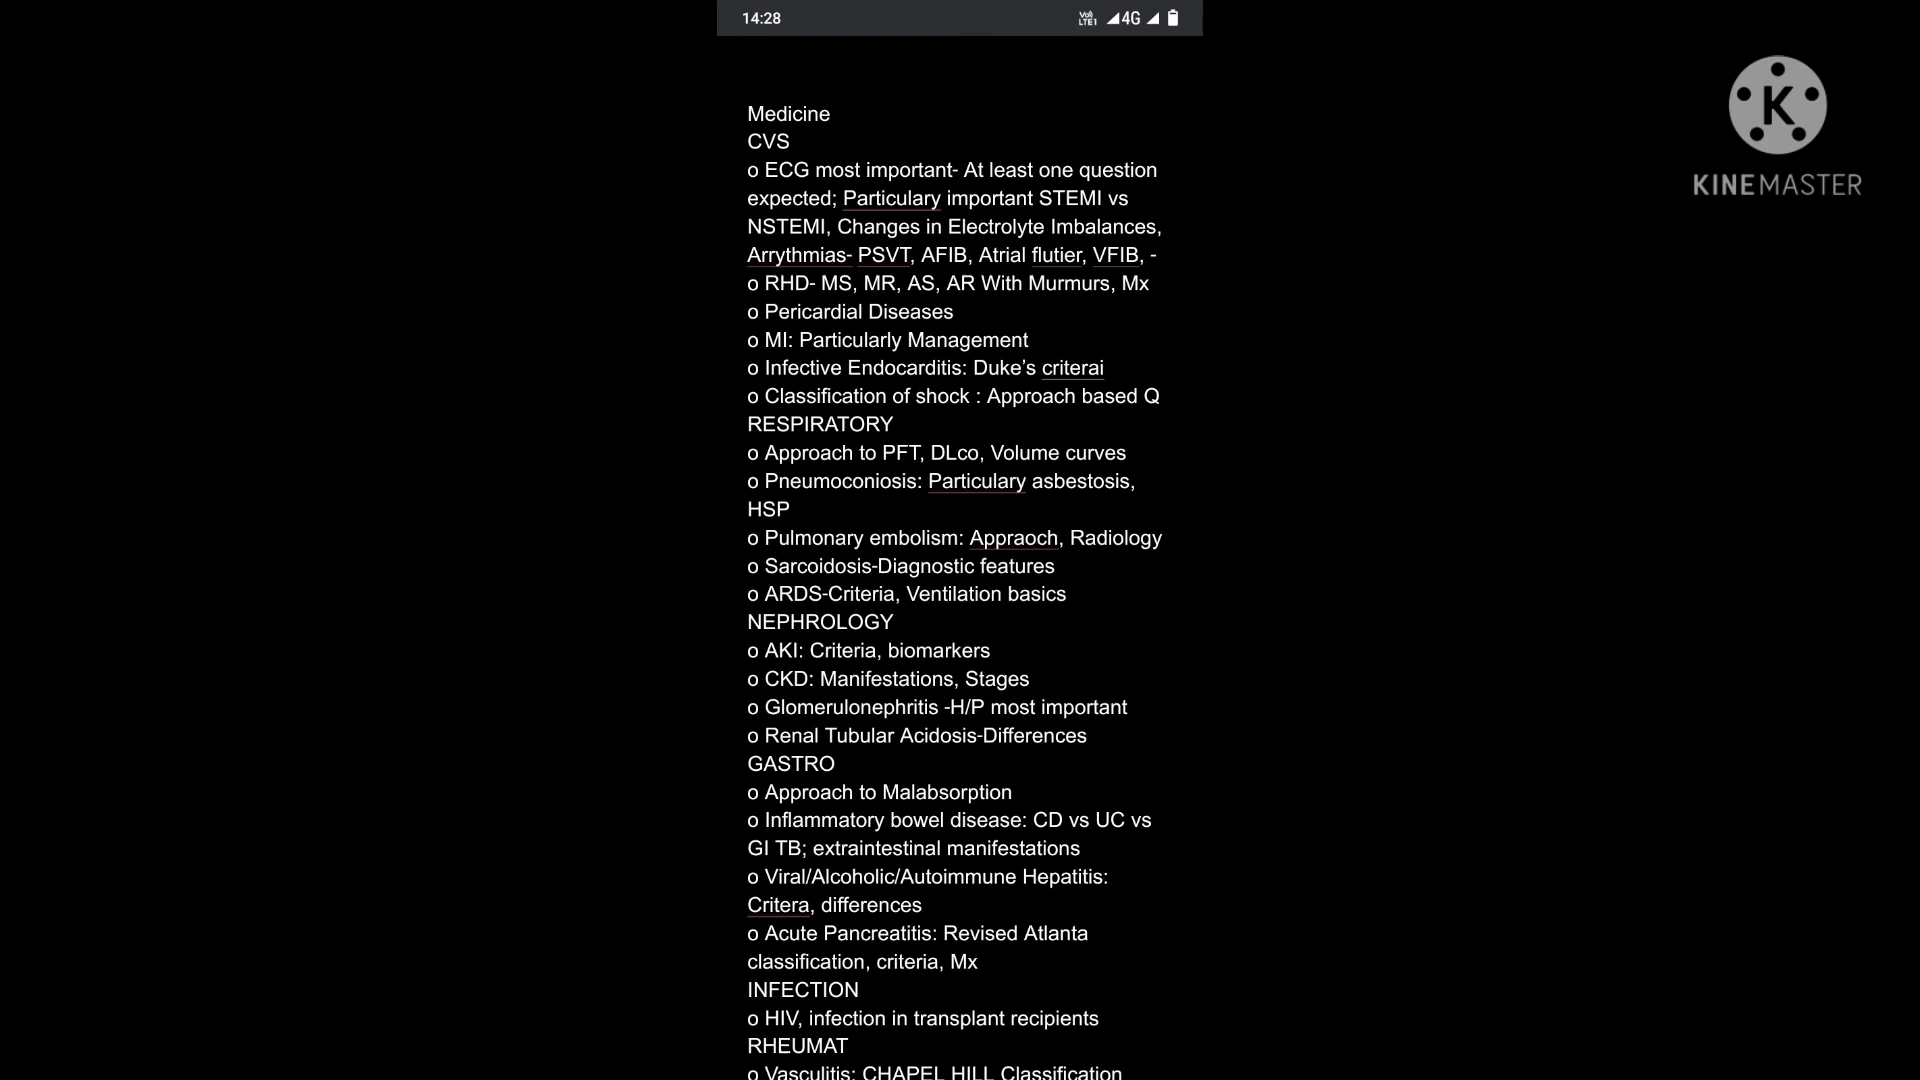 14:28
VoLTE1 4G
K
KINEMASTER
Medicine
CVS
o ECG most important- At least one question
expected; Particulary important STEMI vs
NSTEMI, Changes in Electrolyte Imbalances,
Arrythmias- PSVT, AFIB, Atrial flutier, VFIB, -
o RHD- MS, MR, AS, AR With Murmurs, Mx
o Pericardial Diseases
o MI: Particularly Management
o Infective Endocarditis: Duke’s criterai
o Classification of shock : Approach based Q
RESPIRATORY
o Approach to PFT, DLco, Volume curves
o Pneumoconiosis: Particulary asbestosis,
HSP
o Pulmonary embolism: Appraoch, Radiology
o Sarcoidosis-Diagnostic features
o ARDS-Criteria, Ventilation basics
NEPHROLOGY
o AKI: Criteria, biomarkers
o CKD: Manifestations, Stages
o Glomerulonephritis -H/P most important
o Renal Tubular Acidosis-Differences
GASTRO
o Approach to Malabsorption
o Inflammatory bowel disease: CD vs UC vs
GI TB; extraintestinal manifestations
o Viral/Alcoholic/Autoimmune Hepatitis:
Critera, differences
o Acute Pancreatitis: Revised Atlanta
classification, criteria, Mx
INFECTION
o HIV, infection in transplant recipients
RHEUMAT
o Vasculitis: CHAPEL HILL Classification